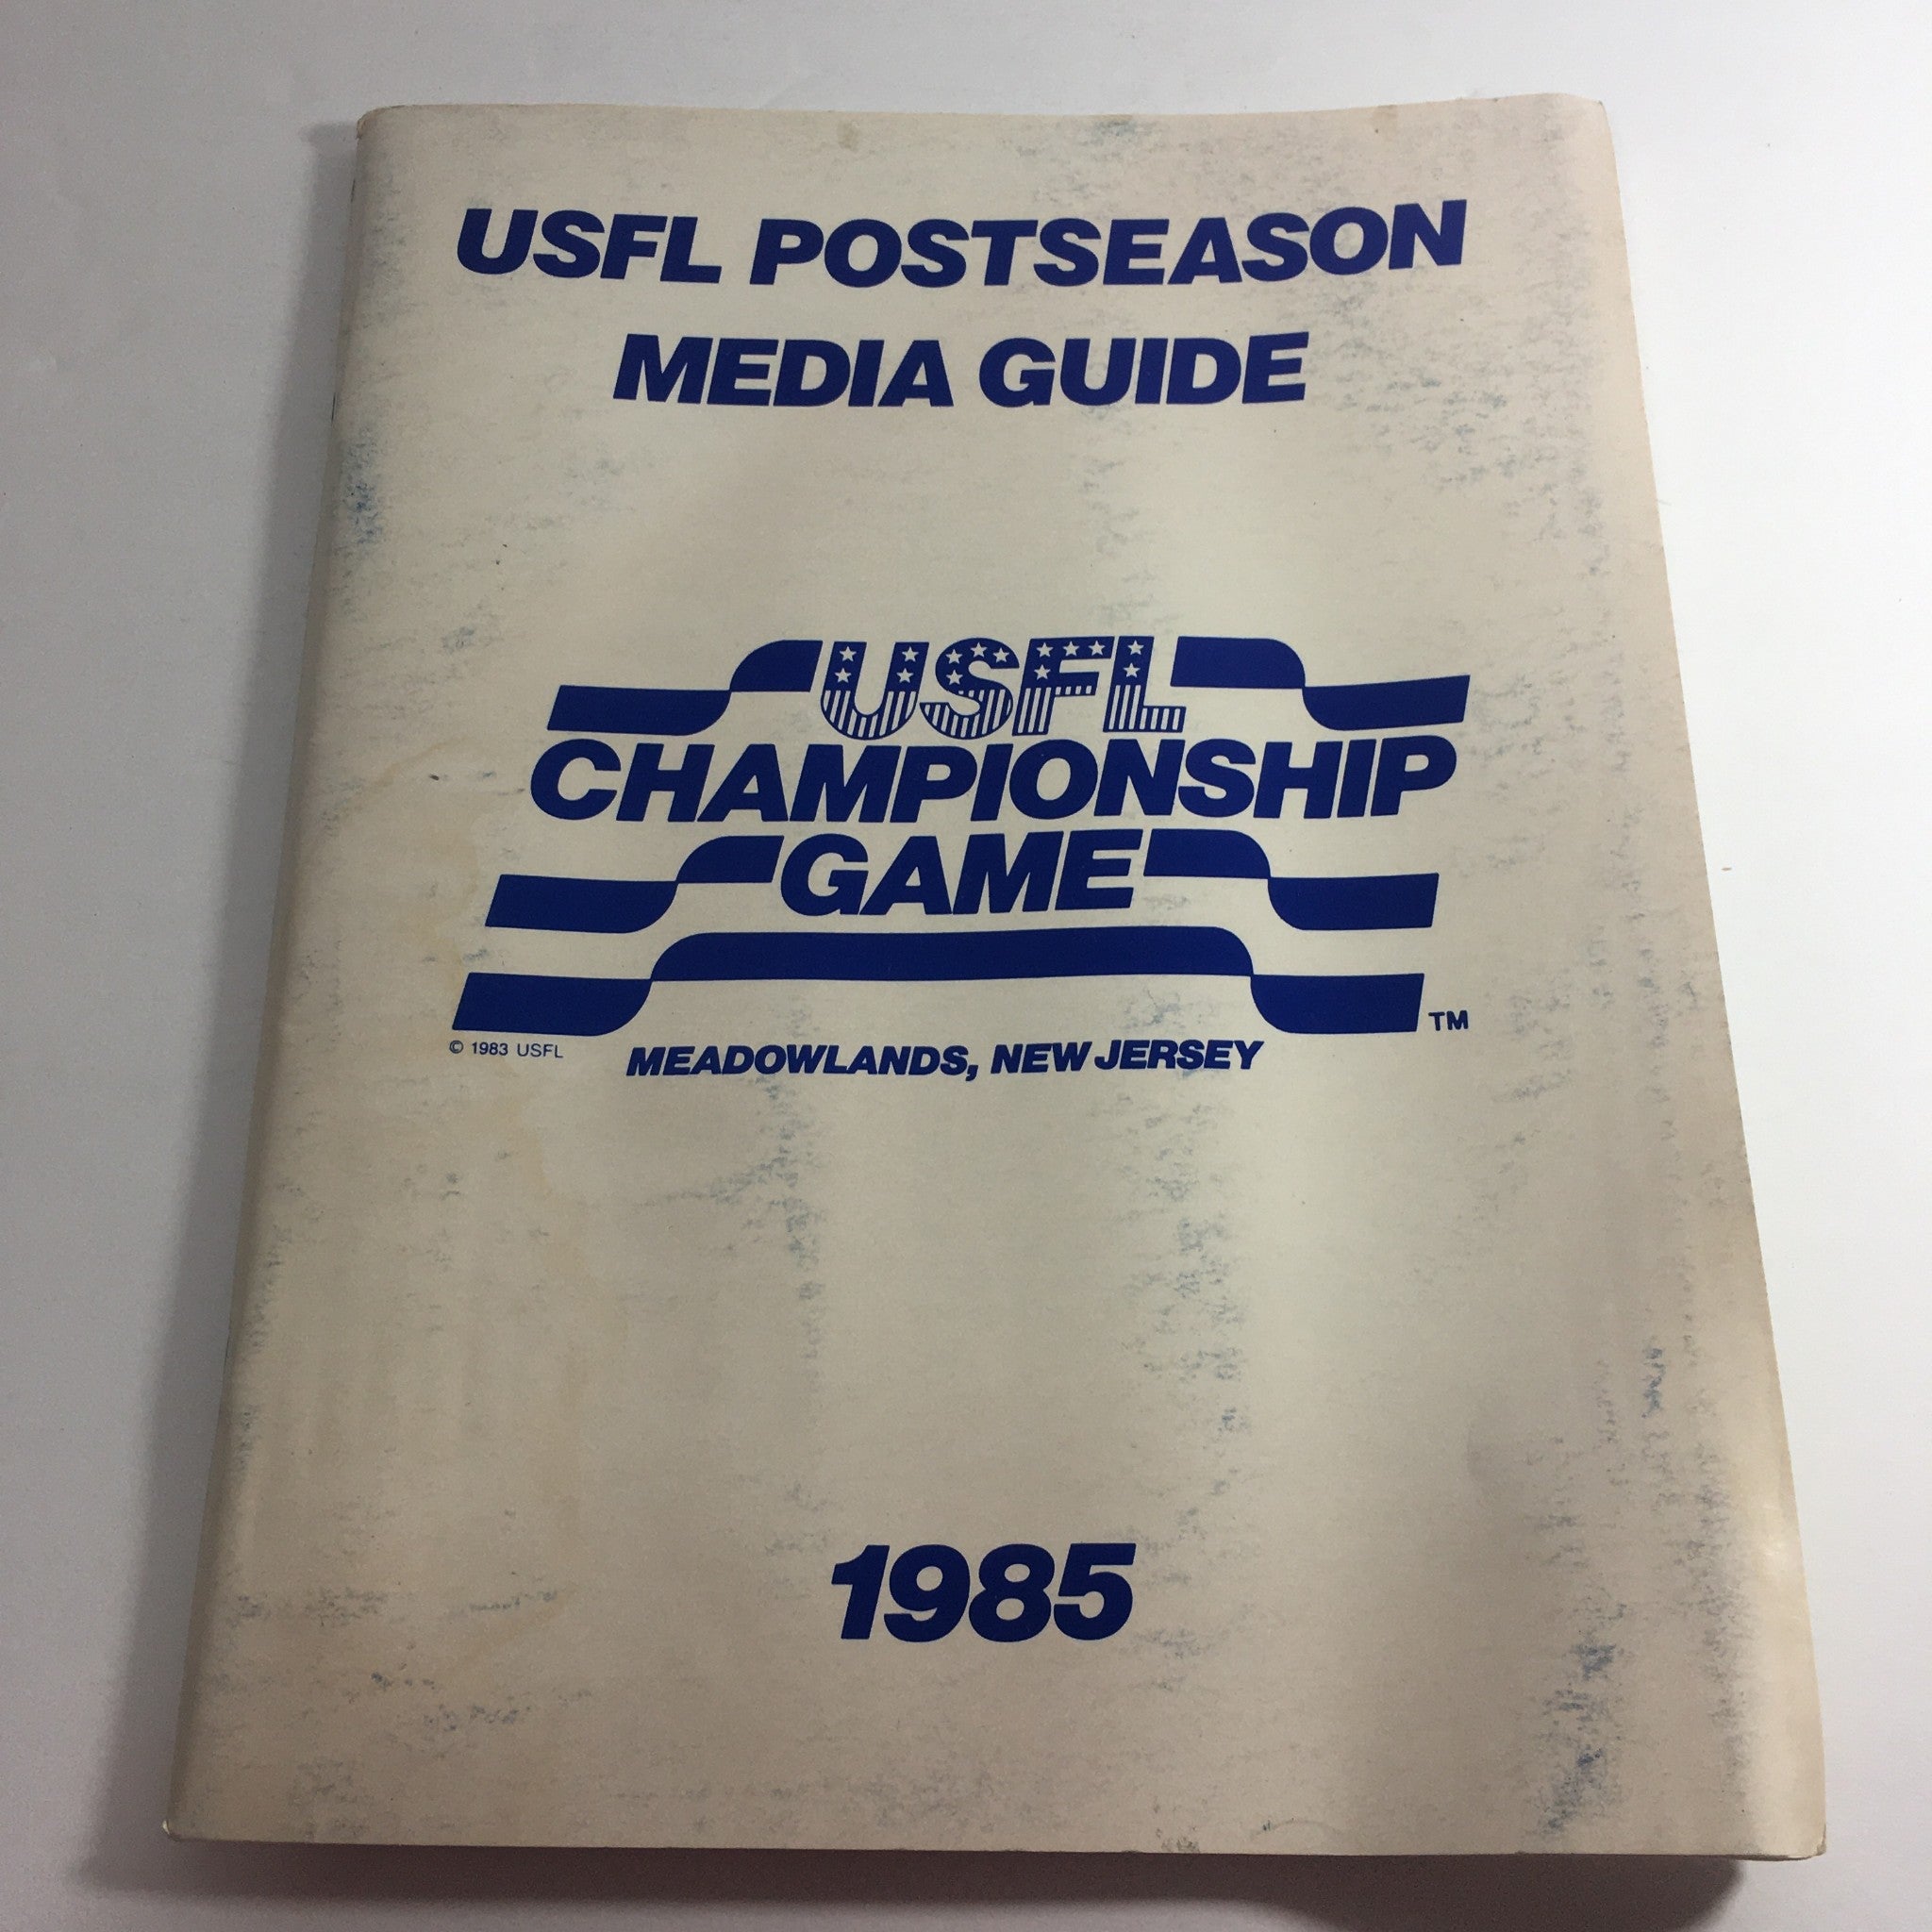 USFL POSTSEASON
MEDIA GUIDE
USFL
CHAMPIONSHIP
GAME
TM
© 1983 USFL
MEADOWLANDS, NEW JERSEY
1985